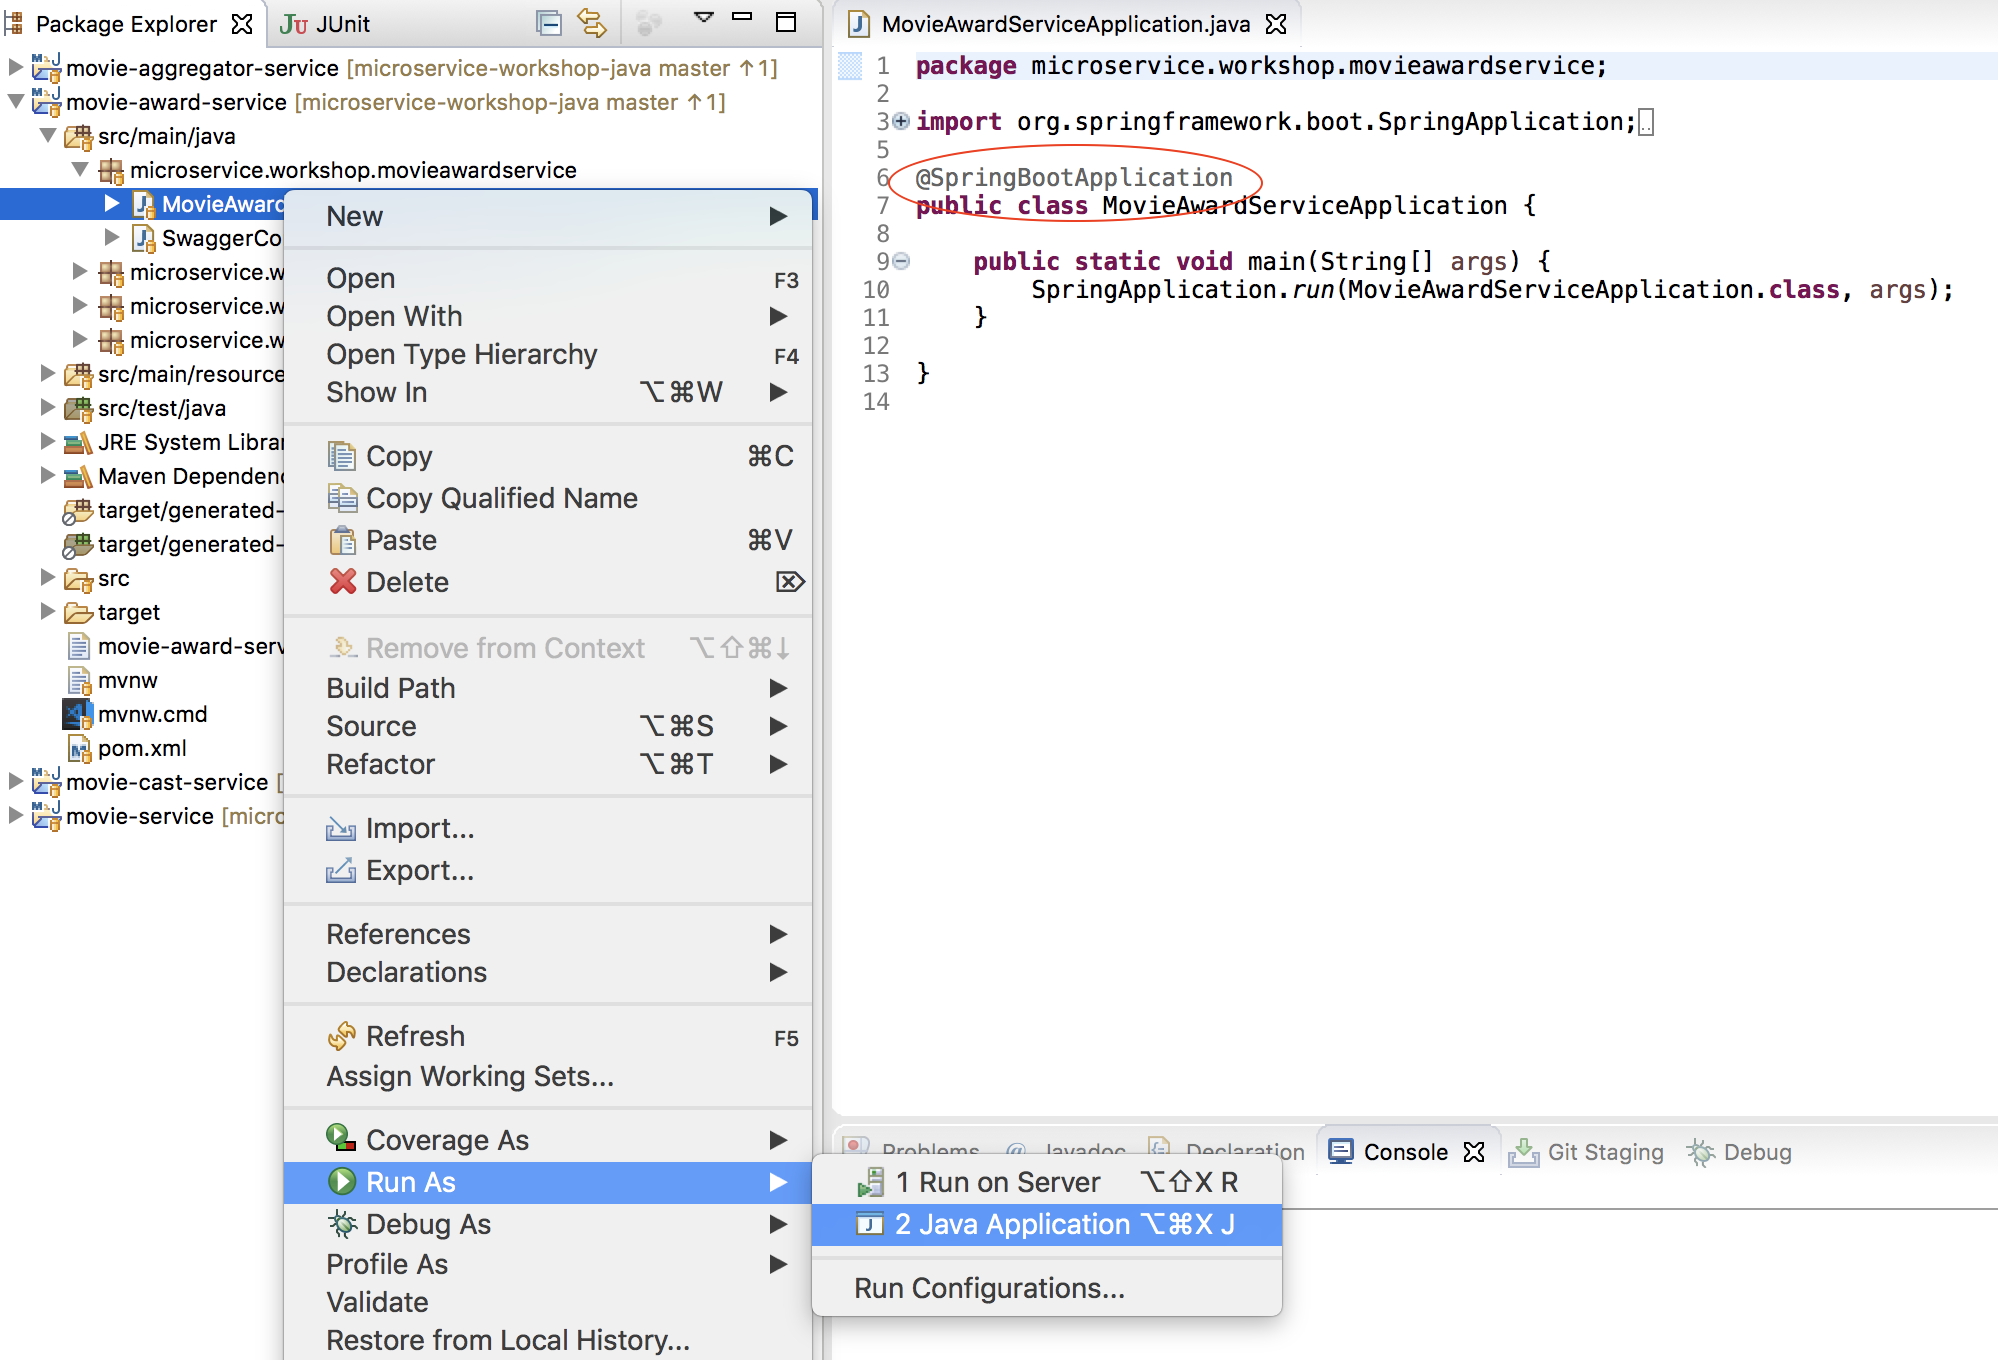 Package Explorer
JUnit
movie-aggregator-service [microservice-workshop-java master ↑1]
movie-award-service [microservice-workshop-java master ↑1]
src/main/java
microservice.workshop.movieawardservice
MovieAward
SwaggerCo
microservice.w
microservice.w
microservice.w
src/main/resource
src/test/java
JRE System Librar
Maven Dependen
target/generated-
target/generated-
src
target
movie-award-serv
mvnw
mvnw.cmd
pom.xml
movie-cast-service [
movie-service [micro
New
Open F3
Open With
Open Type Hierarchy F4
Show In ⌥⌘W
Copy ⌘C
Copy Qualified Name
Paste ⌘V
Delete ⌦
Remove from Context ⌥⇧⌘↓
Build Path
Source ⌥⌘S
Refactor ⌥⌘T
Import...
Export...
References
Declarations
Refresh F5
Assign Working Sets...
Coverage As
Run As
Debug As
Profile As
Validate
Restore from Local History...
1 Run on Server ⌥⇧X R
2 Java Application ⌥⌘X J
Run Configurations...
MovieAwardServiceApplication.java
1 package microservice.workshop.movieawardservice;
2
3 import org.springframework.boot.SpringApplication;
5
6 @SpringBootApplication
7 public class MovieAwardServiceApplication {
8
9 public static void main(String[] args) {
10 SpringApplication.run(MovieAwardServiceApplication.class, args);
11 }
12
13 }
14
Problems @ Javadoc Declaration Console Git Staging Debug